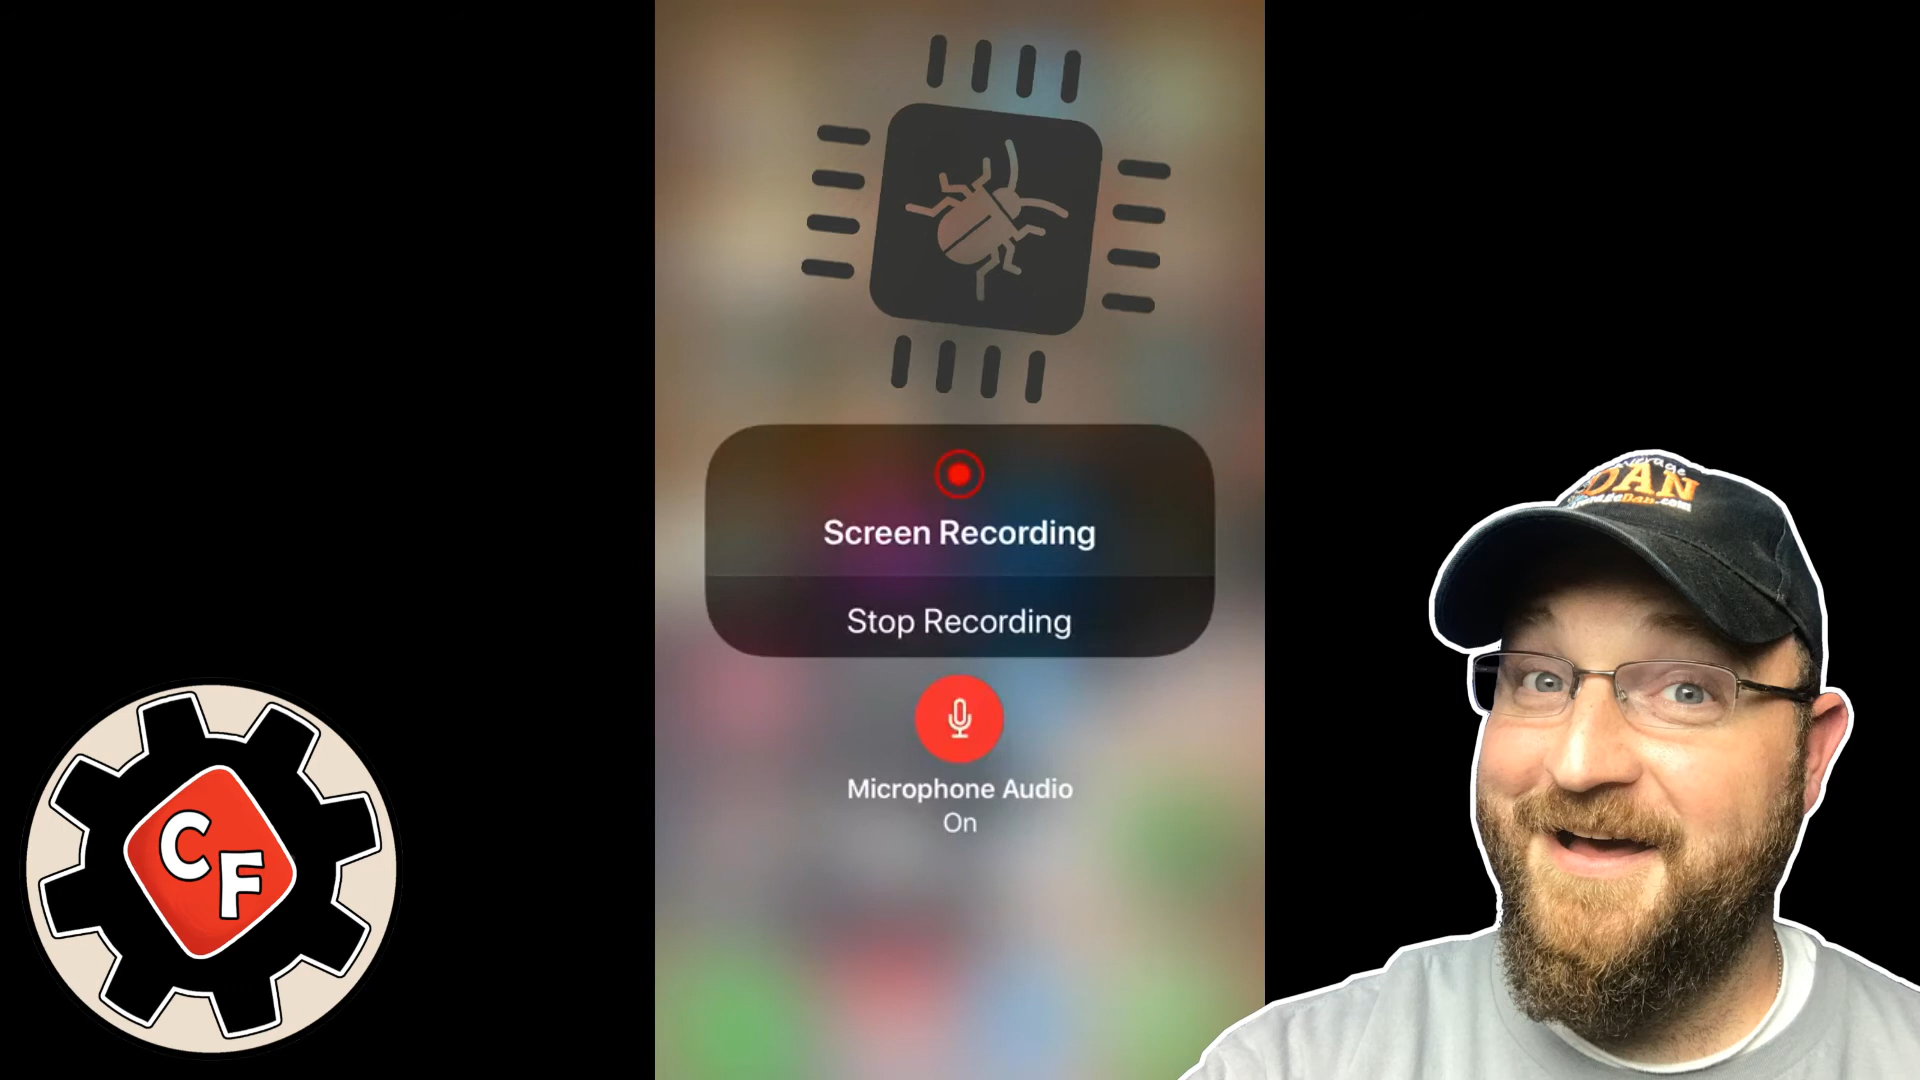 Screen Recording
Stop Recording
Microphone Audio
On
DAN
CF